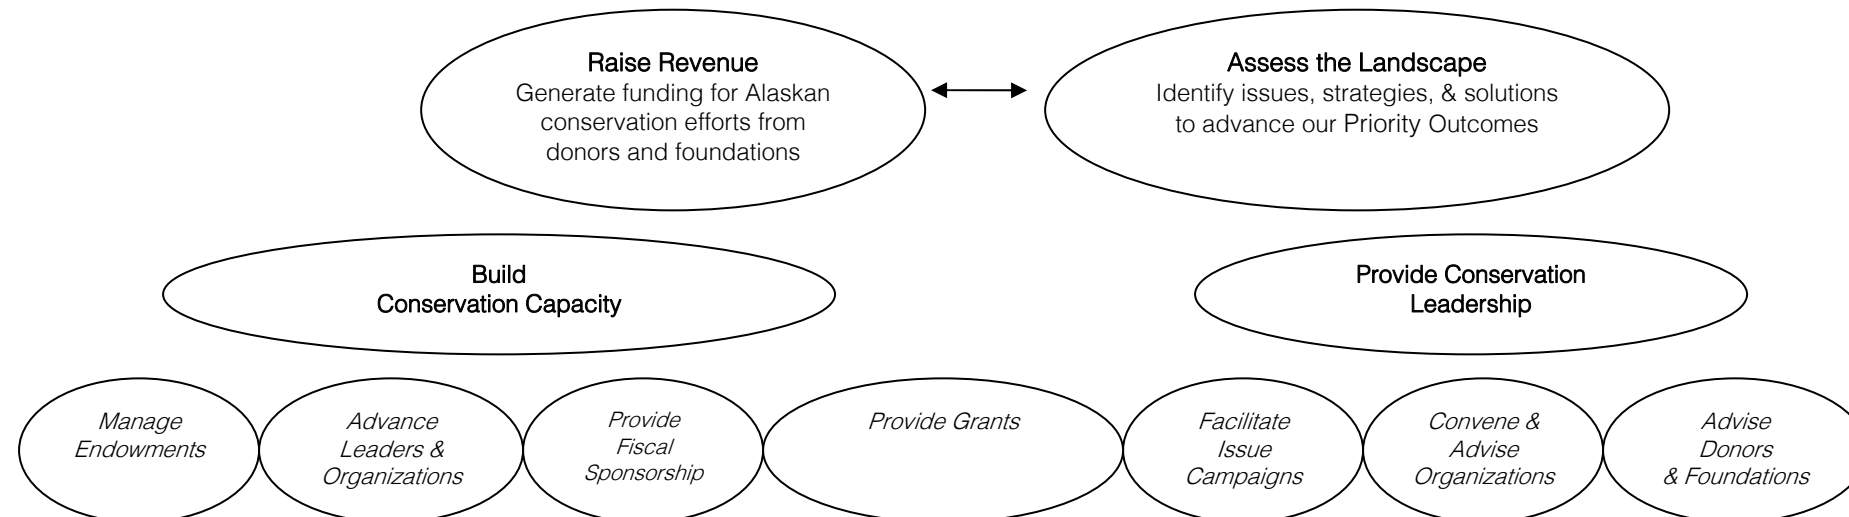 Raise Revenue
Generate funding for Alaskan
conservation efforts from
donors and foundations
Assess the Landscape
Identify issues, strategies, & solutions
to advance our Priority Outcomes
Build
Conservation Capacity
Provide Conservation
Leadership
Manage
Endowments
Advance
Leaders &
Organizations
Provide
Fiscal
Sponsorship
Provide Grants
Facilitate
Issue
Campaigns
Convene &
Advise
Organizations
Advise
Donors
& Foundations